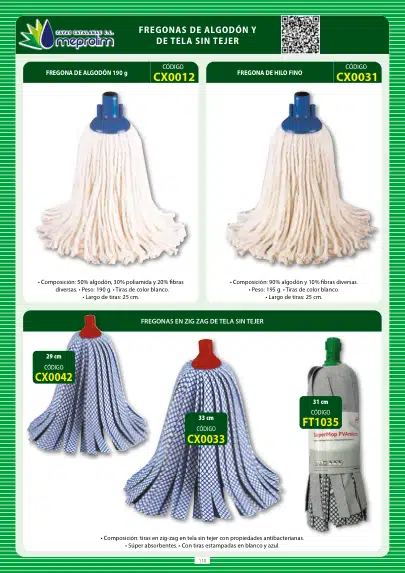 CAYAS CATALANAS S.L.
meprolim
FREGONAS DE ALGODÓN Y
DE TELA SIN TEJER
FREGONA DE ALGODÓN 190 g
CÓDIGO
CX0012
FREGONA DE HILO FINO
CÓDIGO
CX0031
• Composición: 50% algodón, 30% poliamida y 20% fibras
diversas. • Peso: 190 g. • Tiras de color blanco.
• Largo de tiras: 25 cm.
• Composición: 90% algodón y 10% fibras diversas.
• Peso: 195 g. • Tiras de color blanco.
• Largo de tiras: 25 cm.
FREGONAS EN ZIG ZAG DE TELA SIN TEJER
29 cm
CÓDIGO
CX0042
33 cm
CÓDIGO
CX0033
31 cm
CÓDIGO
FT1035
SuperMop
• Composición: tiras en zig-zag en tela sin tejer con propiedades antibacterianas.
• Súper absorbentes. • Con tiras estampadas en blanco y azul.